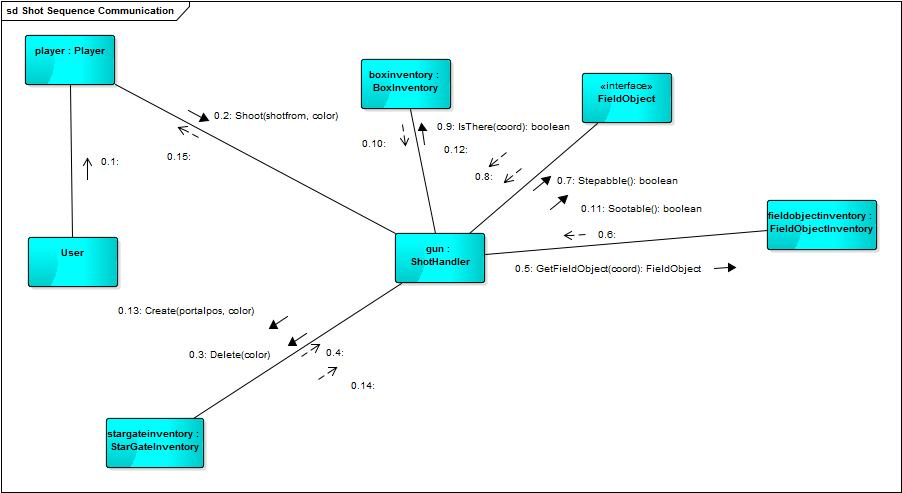 sd Shot Sequence Communication
player : Player
boxinventory :
BoxInventory
«interface»
FieldObject
0.2: Shoot(shotfrom, color)
0.9: IsThere(coord): boolean
0.10:
0.12:
0.1:
0.15:
0.8:
0.7: Stepabble(): boolean
0.11: Sootable(): boolean
fieldobjectinventory :
FieldObjectInventory
0.6:
User
gun :
ShotHandler
0.5: GetFieldObject(coord): FieldObject
0.13: Create(portalpos, color)
0.3: Delete(color)
0.4:
0.14:
stargateinventory :
StarGateInventory